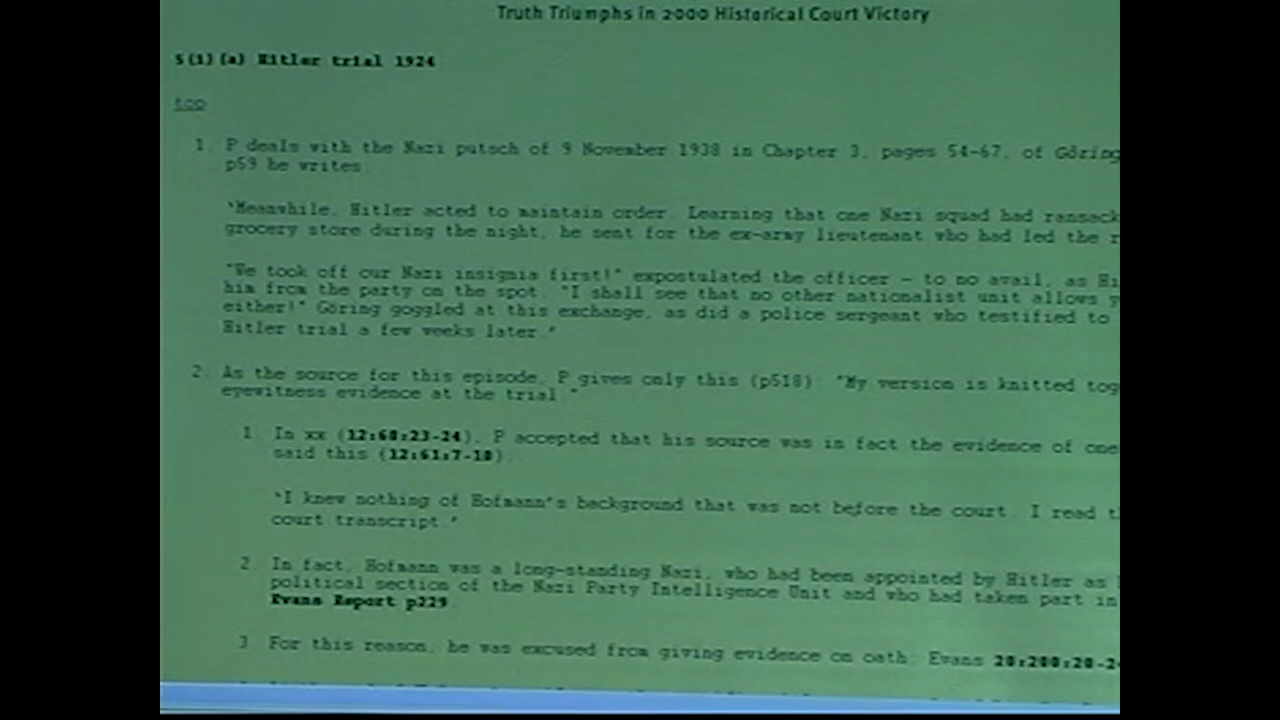 Truth Triumphs in 2000 Historical Court Victory
5(1)(a) Hitler trial 1924
top
1. P deals with the Nazi putsch of 9 November 1938 in Chapter 3, pages 54-67, of Göring
p59 he writes:
'Meanwhile, Hitler acted to maintain order. Learning that one Nazi squad had ransack
grocery store during the night, he sent for the ex-army lieutenant who had led the r
"We took off our Nazi insignia first!" expostulated the officer - to no avail, as Hi
him from the party on the spot. "I shall see that no other nationalist unit allows y
either!" Göring goggled at this exchange, as did a police sergeant who testified to
Hitler trial a few weeks later.'
2. As the source for this episode, P gives only this (p518): "My version is knitted tog
eyewitness evidence at the trial."
1. In xx (12:60:23-24), P accepted that his source was in fact the evidence of one
said this (12:61:7-10):
'I knew nothing of Hofmann's background that was not before the court. I read t
court transcript.'
2. In fact, Hofmann was a long-standing Nazi, who had been appointed by Hitler as
political section of the Nazi Party Intelligence Unit and who had taken part in
Evans Report p229.
3. For this reason, he was excused from giving evidence on oath: Evans 20:200:20-2